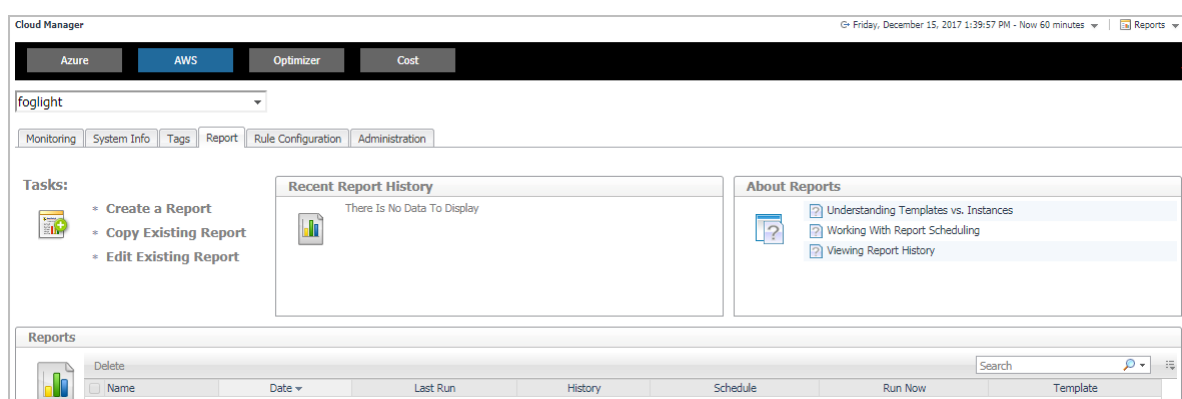 Cloud Manager
Friday, December 15, 2017 1:39:57 PM - Now 60 minutes
Reports
Azure
AWS
Optimizer
Cost
foglight
Monitoring
System Info
Tags
Report
Rule Configuration
Administration
Tasks:
* Create a Report
* Copy Existing Report
* Edit Existing Report
Recent Report History
There Is No Data To Display
About Reports
Understanding Templates vs. Instances
Working With Report Scheduling
Viewing Report History
Reports
Delete
Search
Name
Date
Last Run
History
Schedule
Run Now
Template